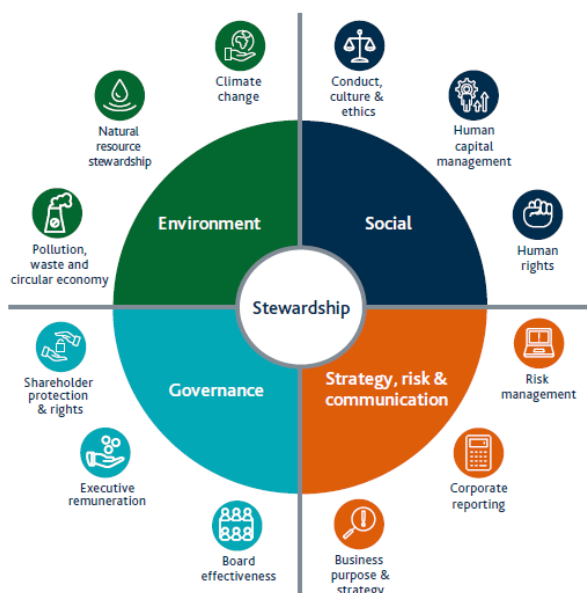 Climate
change
Natural
resource
stewardship
Pollution,
waste and
circular economy
Environment
Conduct,
culture &
ethics
Human
capital
management
Human
rights
Social
Stewardship
Shareholder
protection
& rights
Executive
remuneration
Board
effectiveness
Governance
Strategy, risk &
communication
Risk
management
Corporate
reporting
Business
purpose &
strategy